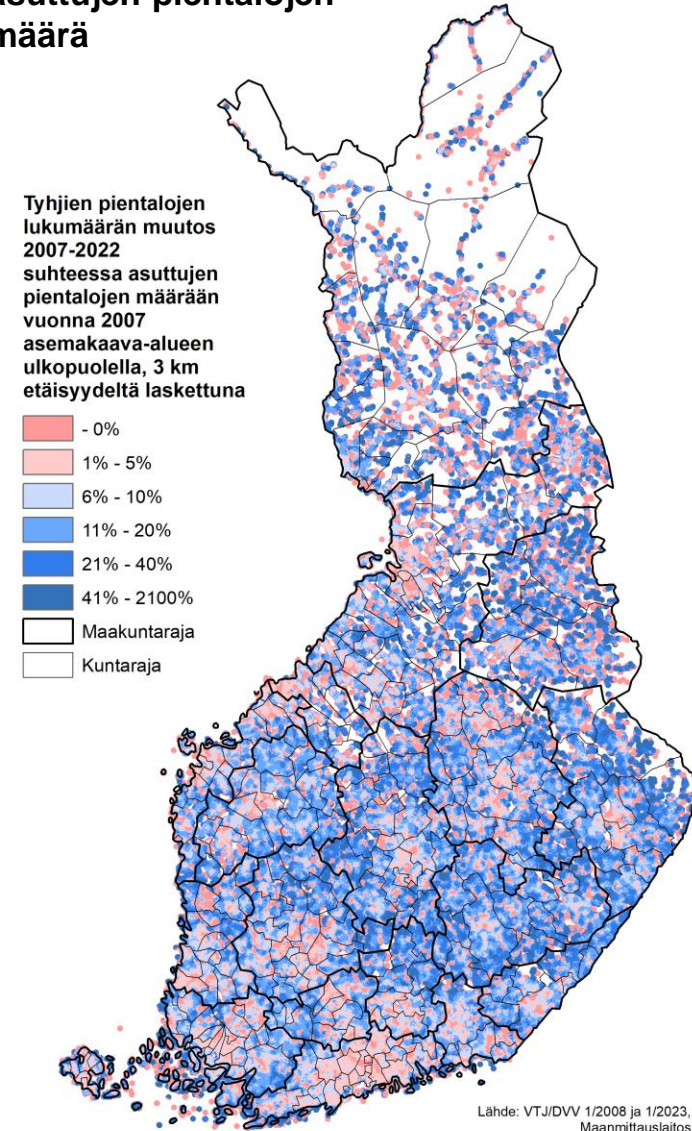 asuttujen pientalojen
määrä
Tyhjien pientalojen
lukumäärän muutos
2007-2022
suhteessa asuttujen
pientalojen määrään
vuonna 2007
asemakaava-alueen
ulkopuolella, 3 km
etäisyydeltä laskettuna
- 0%
1% - 5%
6% - 10%
11% - 20%
21% - 40%
41% - 2100%
Maakuntaraja
Kuntaraja
Lähde: VTJ/DVV 1/2008 ja 1/2023,
Maanmittauslaitos